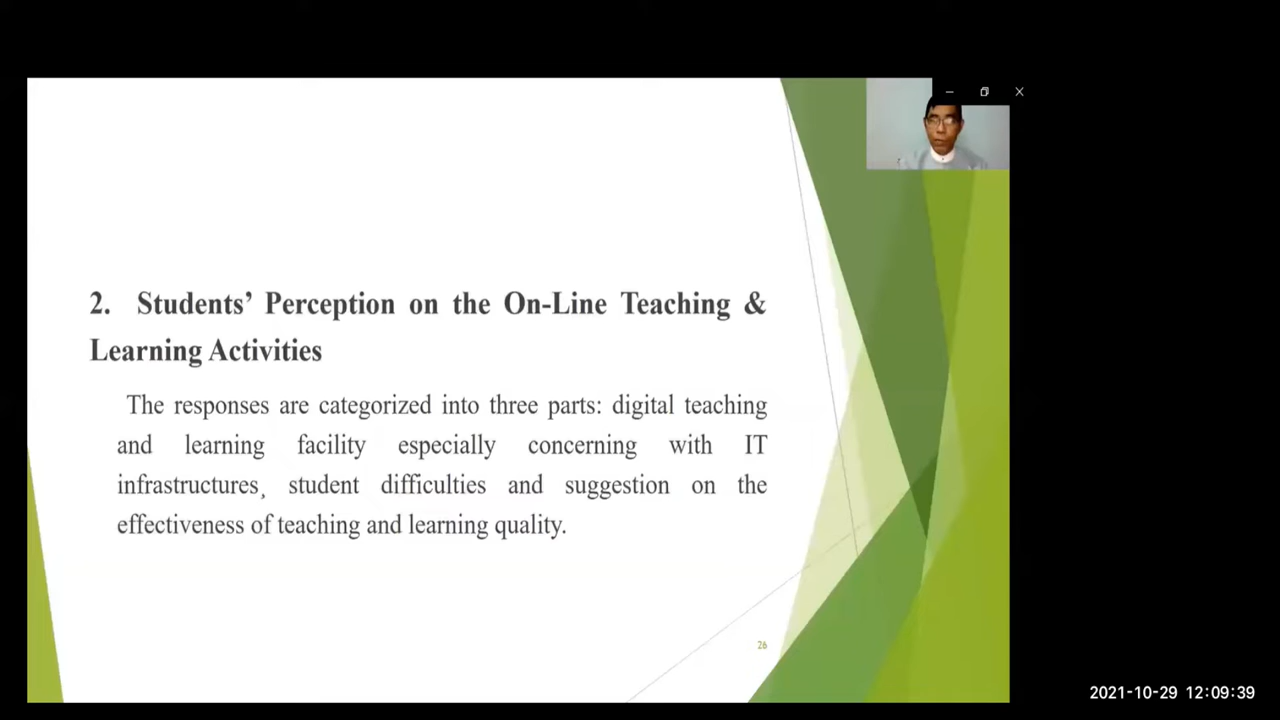 2. Students’ Perception on the On-Line Teaching &
Learning Activities
The responses are categorized into three parts: digital teaching
and learning facility especially concerning with IT
infrastructures, student difficulties and suggestion on the
effectiveness of teaching and learning quality.
26
2021-10-29 12:09:39